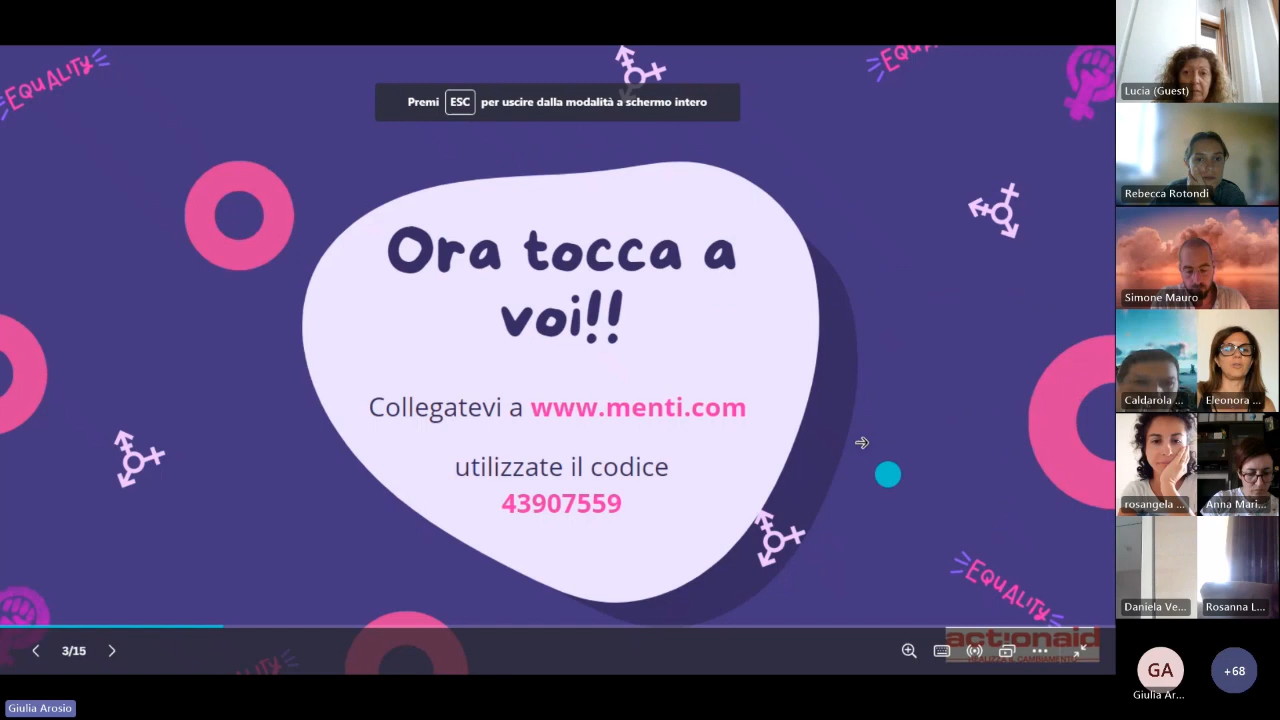 EQUALITY
Premi ESC per uscire dalla modalità a schermo intero
Ora tocca a
voi!!
Collegatevi a www.menti.com
utilizzate il codice
43907559
EQUALITY
3/15
actionaid
Giulia Arosio
Lucia (Guest)
Rebecca Rotondi
Simone Mauro
Caldarola ...
Eleonora ...
rosangela ...
Anna Mari...
Daniela Ve...
Rosanna L...
GA
Giulia Ar...
+68